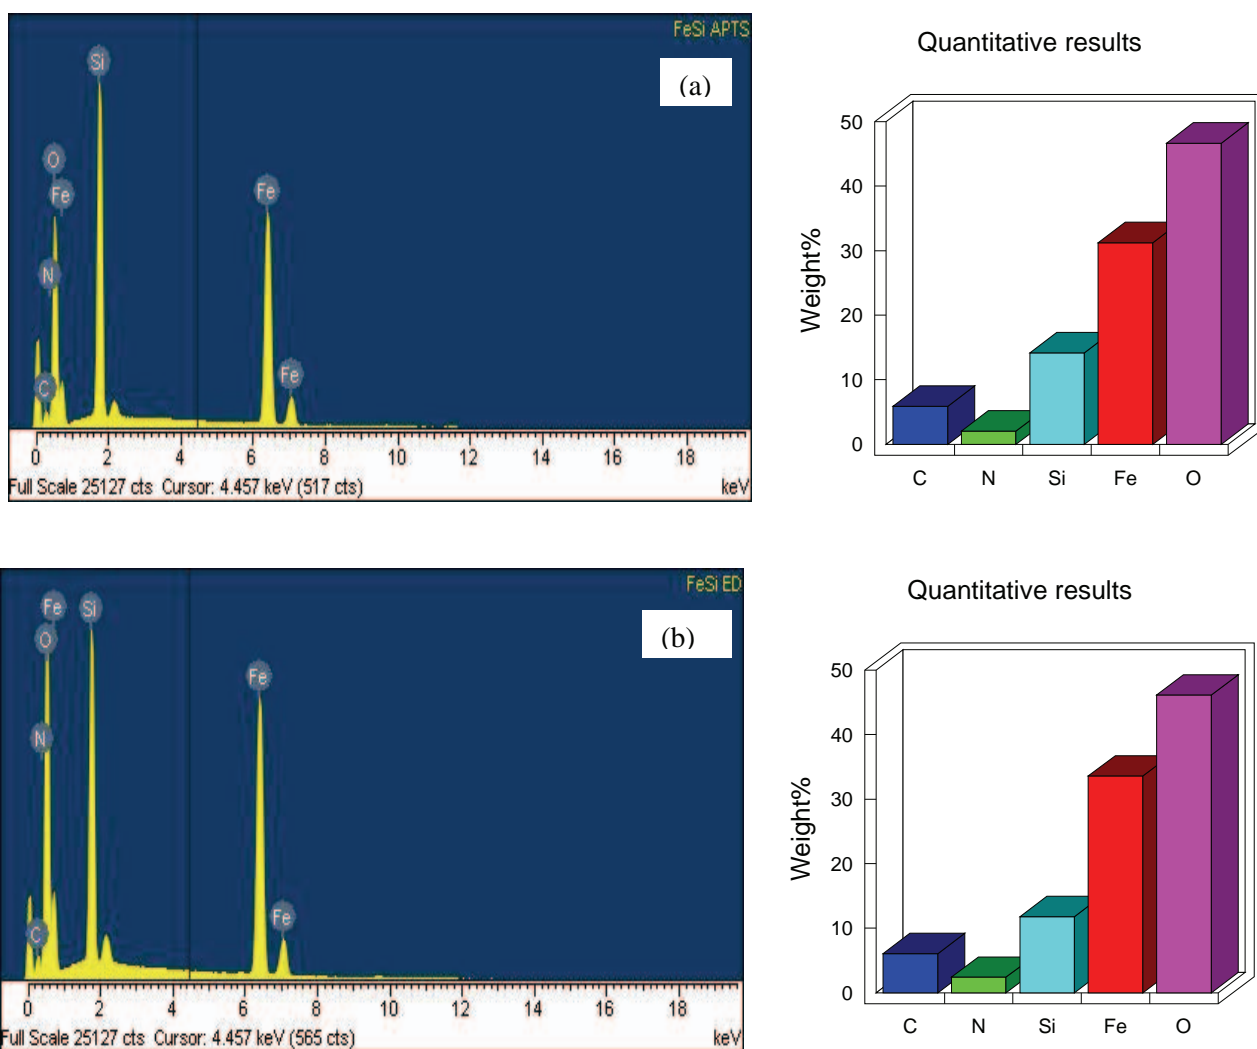 FeSi APTS
(a)
Si
O
Fe
N
C
Fe
Fe
0 2 4 6 8 10 12 14 16 18
Full Scale 25127 cts Cursor: 4.457 keV (517 cts) keV
Quantitative results
Weight%
50
40
30
20
10
0
C N Si Fe O
FeSi ED
(b)
Fe
Si
O
N
C
Fe
Fe
0 2 4 6 8 10 12 14 16 18
Full Scale 25127 cts Cursor: 4.457 keV (565 cts) keV
Quantitative results
Weight%
50
40
30
20
10
0
C N Si Fe O